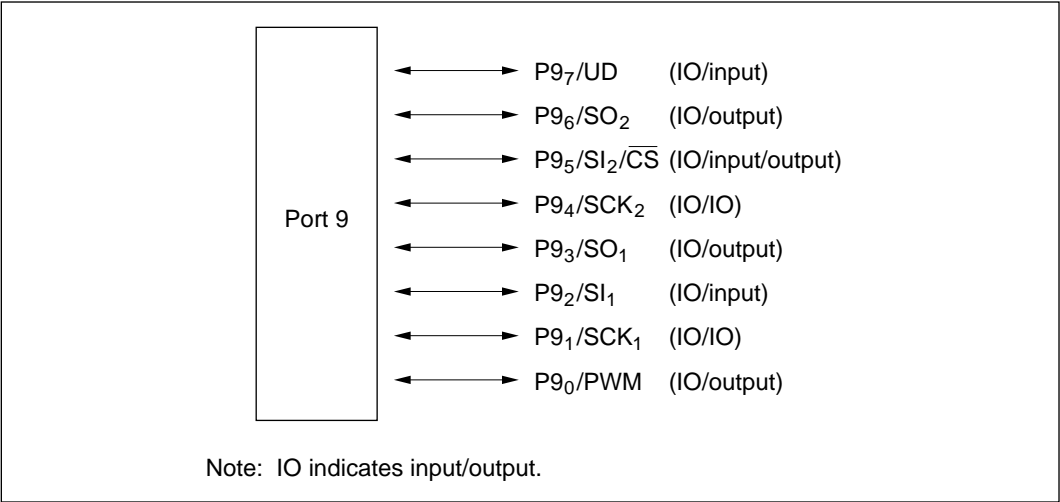 Port 9
P9₇/UD (IO/input)
P9₆/SO₂ (IO/output)
P9₅/SI₂/C̅S̅ (IO/input/output)
P9₄/SCK₂ (IO/IO)
P9₃/SO₁ (IO/output)
P9₂/SI₁ (IO/input)
P9₁/SCK₁ (IO/IO)
P9₀/PWM (IO/output)
Note: IO indicates input/output.